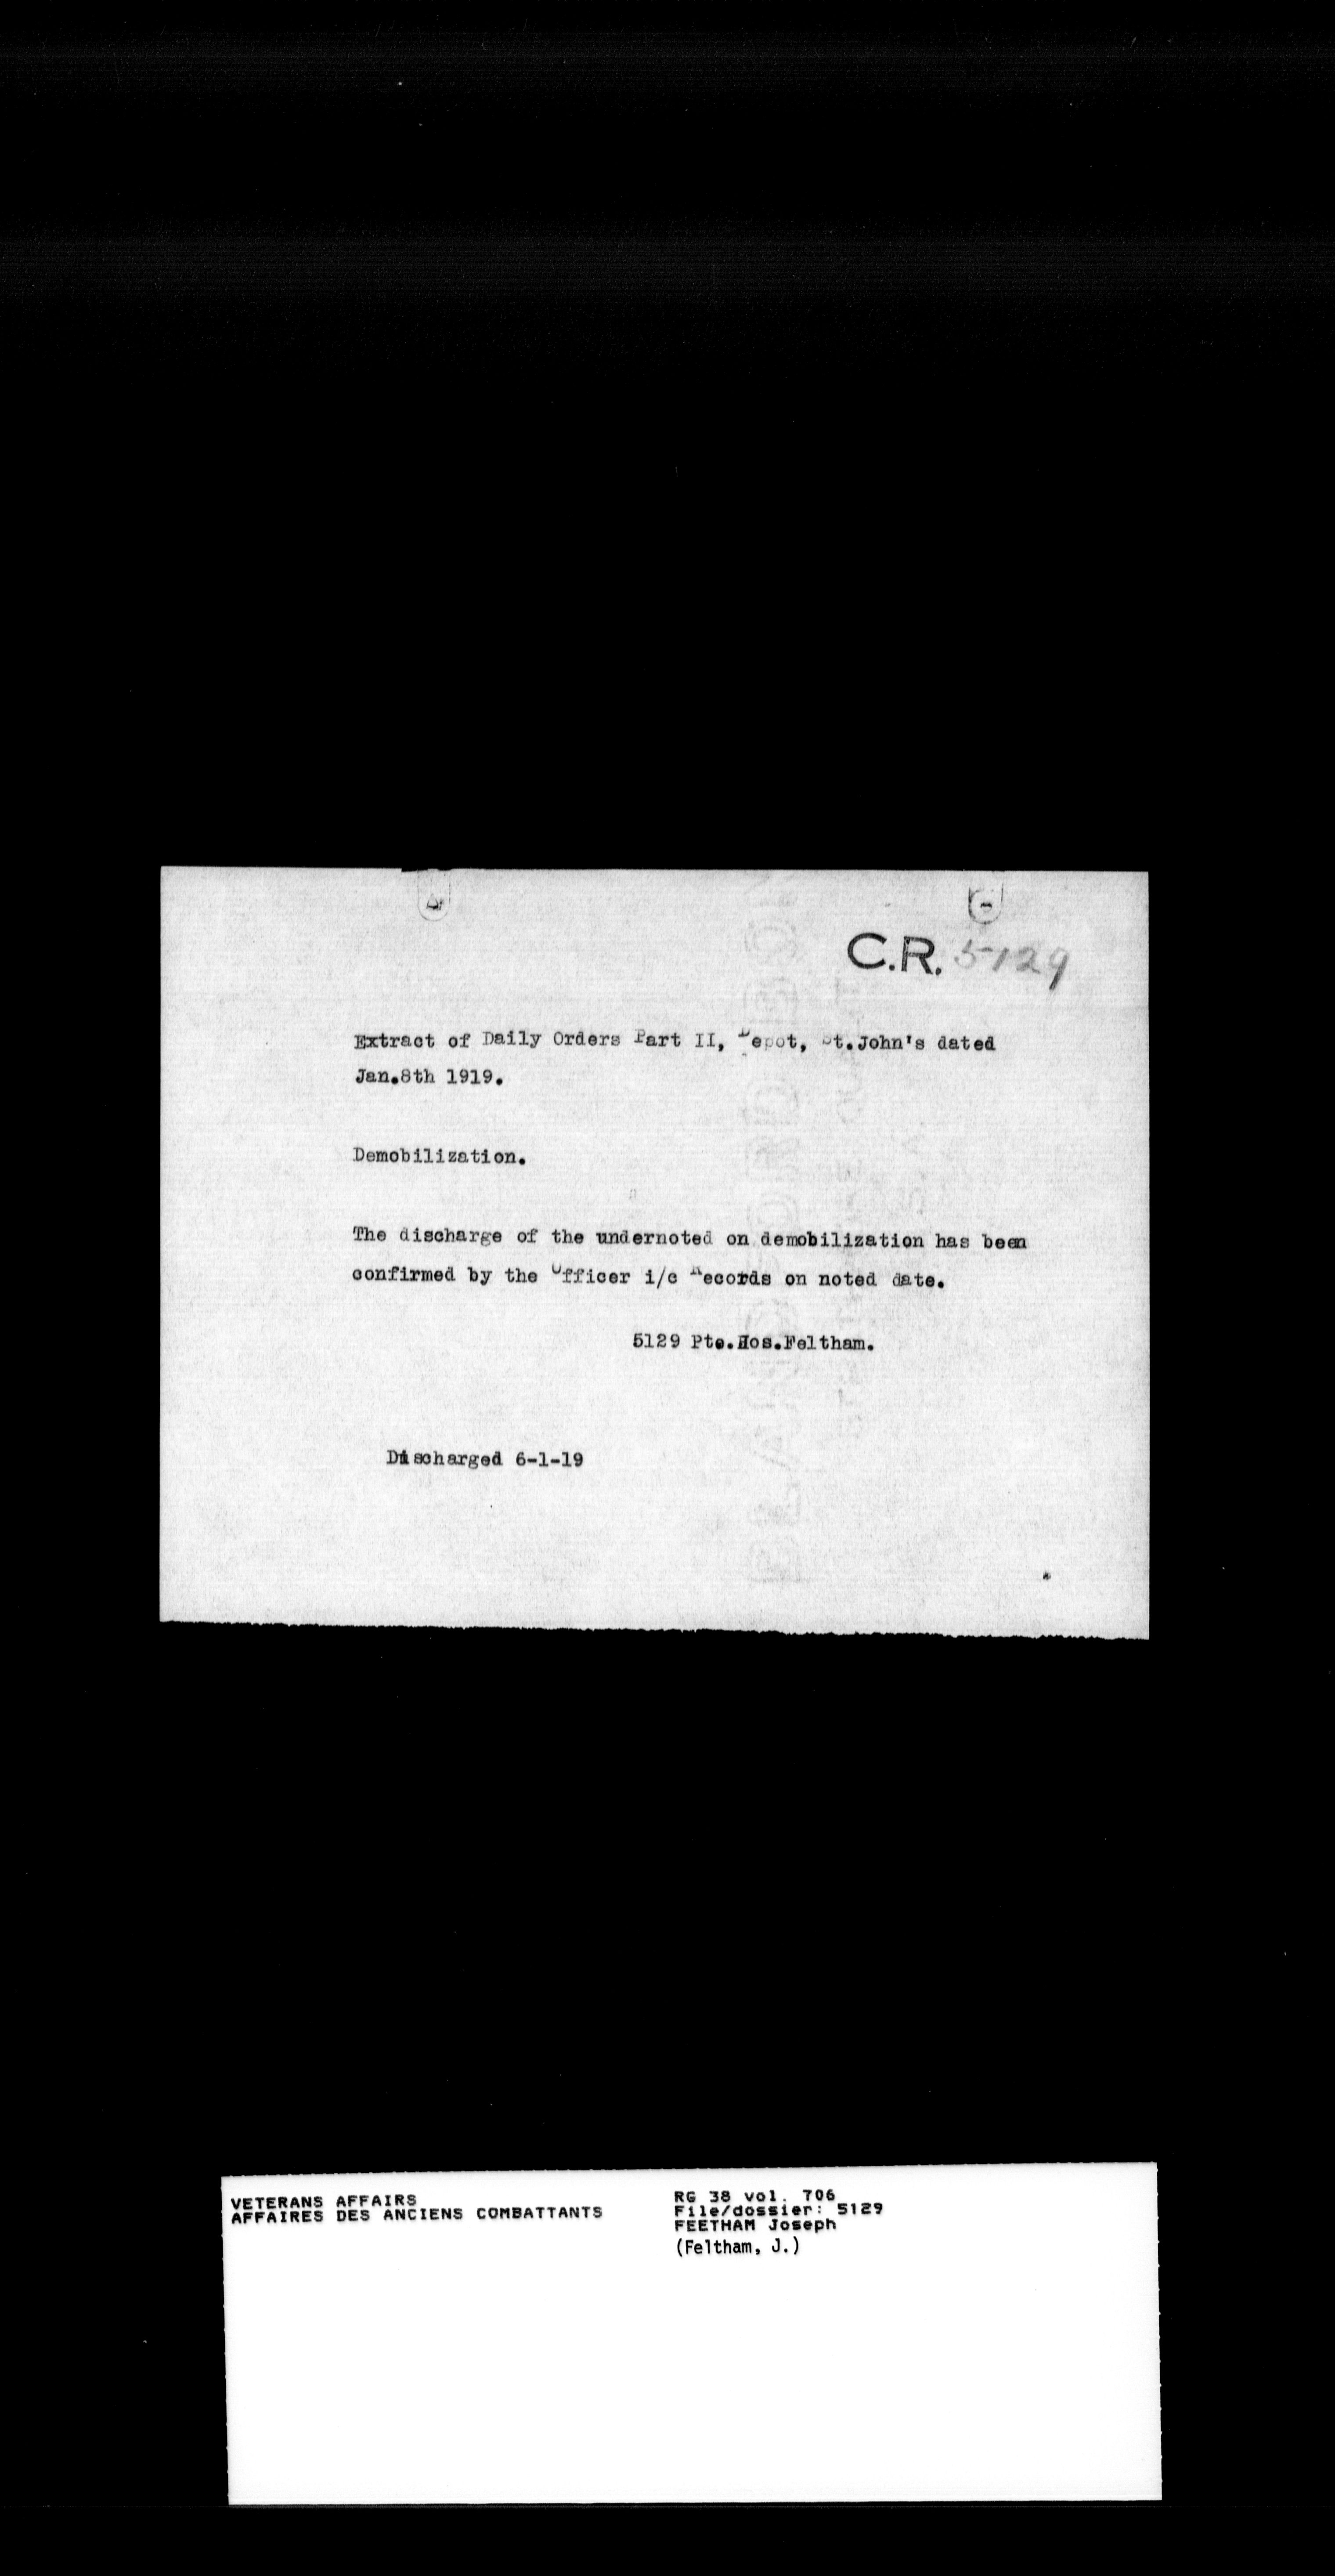 C.R. 5129
Extract of Daily Orders Part II, Depot, St.John's dated
Jan.8th 1919.
Demobilization.
The discharge of the undernoted on demobilization has been
confirmed by the Officer i/c Records on noted date.
5129 Pte.Hos.Feltham.
Discharged 6-1-19
VETERANS AFFAIRS
AFFAIRES DES ANCIENS COMBATTANTS
RG 38 vol. 706
File/dossier: 5129
FEETHAM Joseph
(Feltham, J.)